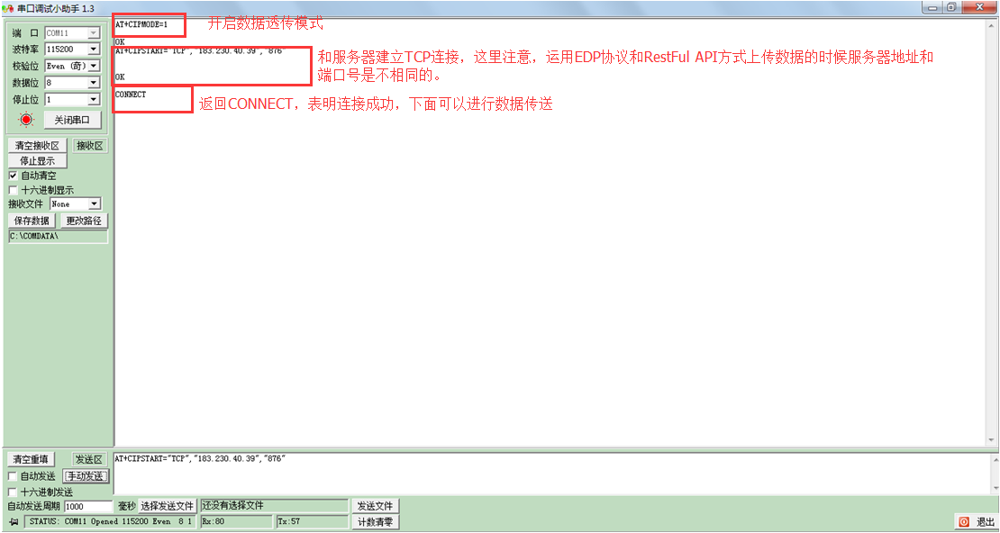 串口调试小助手 1.3
端 口 COM11
波特率 115200
校验位 Even (奇)
数据位 8
停止位 1
关闭串口
清空接收区 接收区
停止显示
自动清空
十六进制显示
接收文件 None
保存数据 更改路径
C:\COMDATA\
AT+CIPMODE=1
开启数据透传模式
OK
AT+CIPSTART="TCP","183.230.40.39","876"
和服务器建立TCP连接，这里注意，运用EDP协议和RestFul API方式上传数据的时候服务器地址和
端口号是不相同的。
OK
CONNECT
返回CONNECT，表明连接成功，下面可以进行数据传送
清空重填 发送区
自动发送 手动发送
十六进制发送
AT+CIPSTART="TCP","183.230.40.39","876"
自动发送周期 1000 毫秒 选择发送文件 还没有选择文件 发送文件
STATUS: COM11 Opened 115200 Even 8 1 Rx:80 Tx:57 计数清零
退出